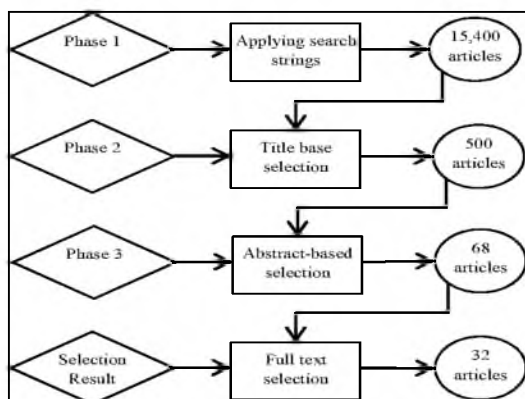 Phase 1
Applying search
strings
15,400
articles
Phase 2
Title base
selection
500
articles
Phase 3
Abstract-based
selection
68
articles
Selection
Result
Full text
selection
32
articles